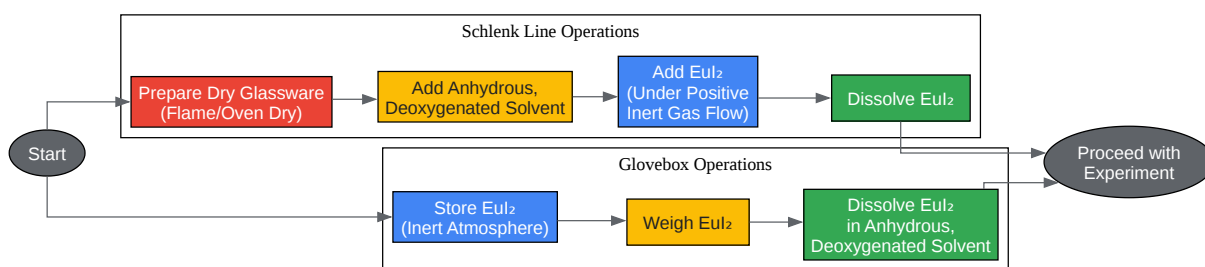 Schlenk Line Operations
Prepare Dry Glassware
(Flame/Oven Dry)
Add Anhydrous,
Deoxygenated Solvent
Add EuI₂
(Under Positive
Inert Gas Flow)
Dissolve EuI₂
Start
Proceed with
Experiment
Glovebox Operations
Store EuI₂
(Inert Atmosphere)
Weigh EuI₂
Dissolve EuI₂
in Anhydrous,
Deoxygenated Solvent